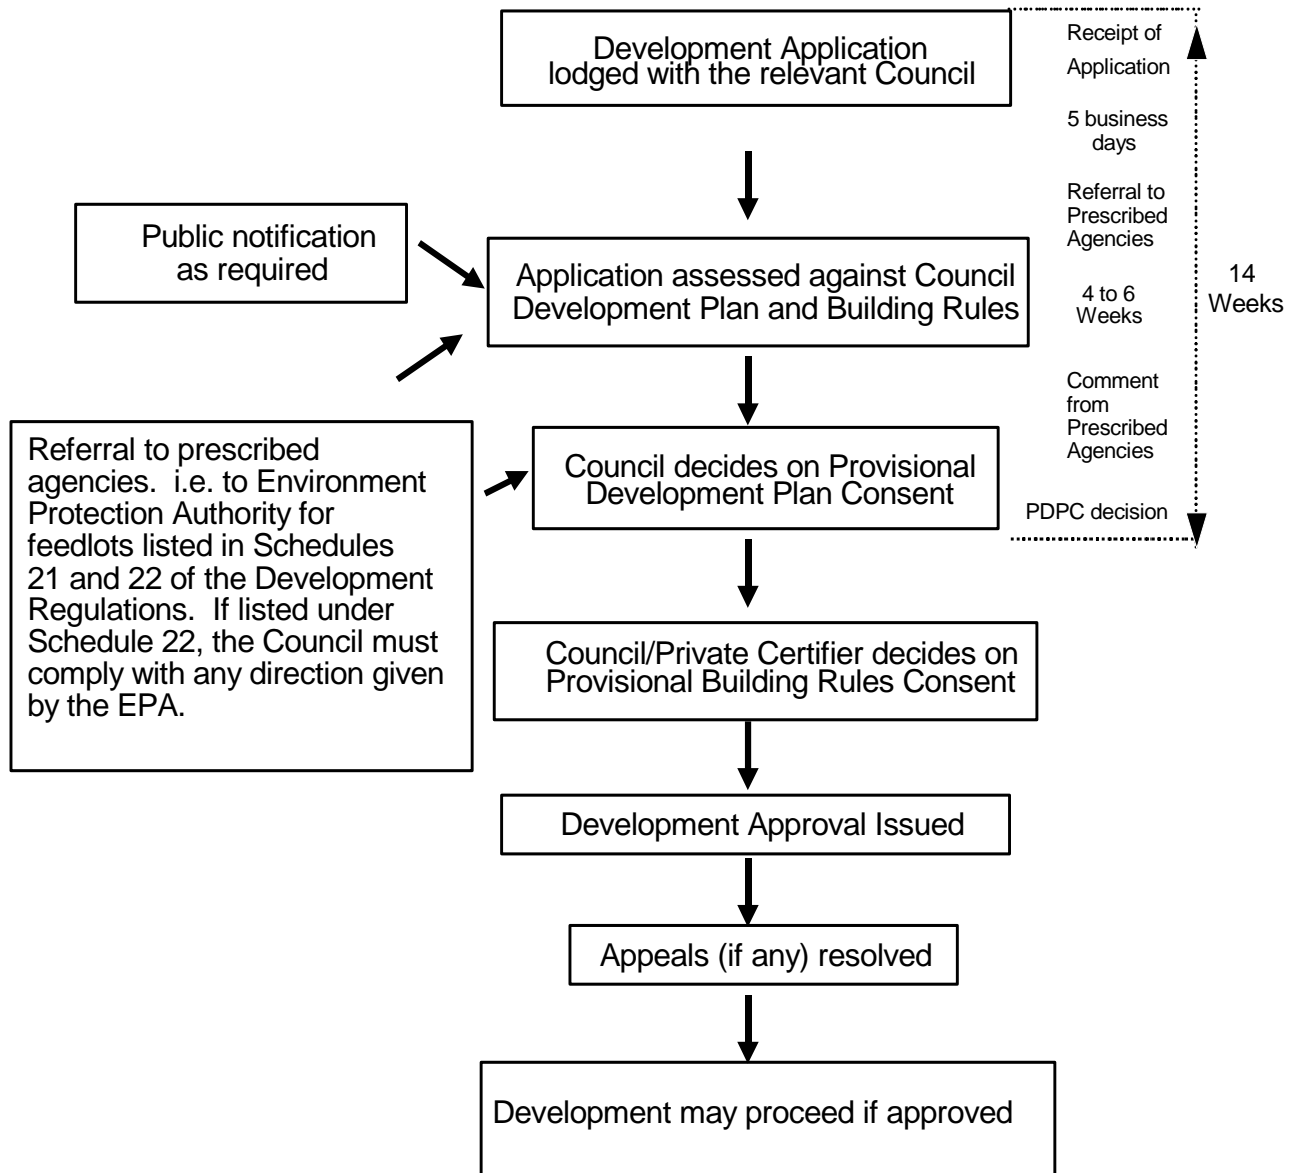 Development Application
lodged with the relevant Council
Receipt of
Application
5 business
days
Referral to
Prescribed
Agencies
4 to 6
Weeks
Comment
from
Prescribed
Agencies
PDPC decision
14
Weeks
Public notification
as required
Application assessed against Council
Development Plan and Building Rules
Referral to prescribed
agencies.  i.e. to Environment
Protection Authority for
feedlots listed in Schedules
21 and 22 of the Development
Regulations.  If listed under
Schedule 22, the Council must
comply with any direction given
by the EPA.
Council decides on Provisional
Development Plan Consent
Council/Private Certifier decides on
Provisional Building Rules Consent
Development Approval Issued
Appeals (if any) resolved
Development may proceed if approved